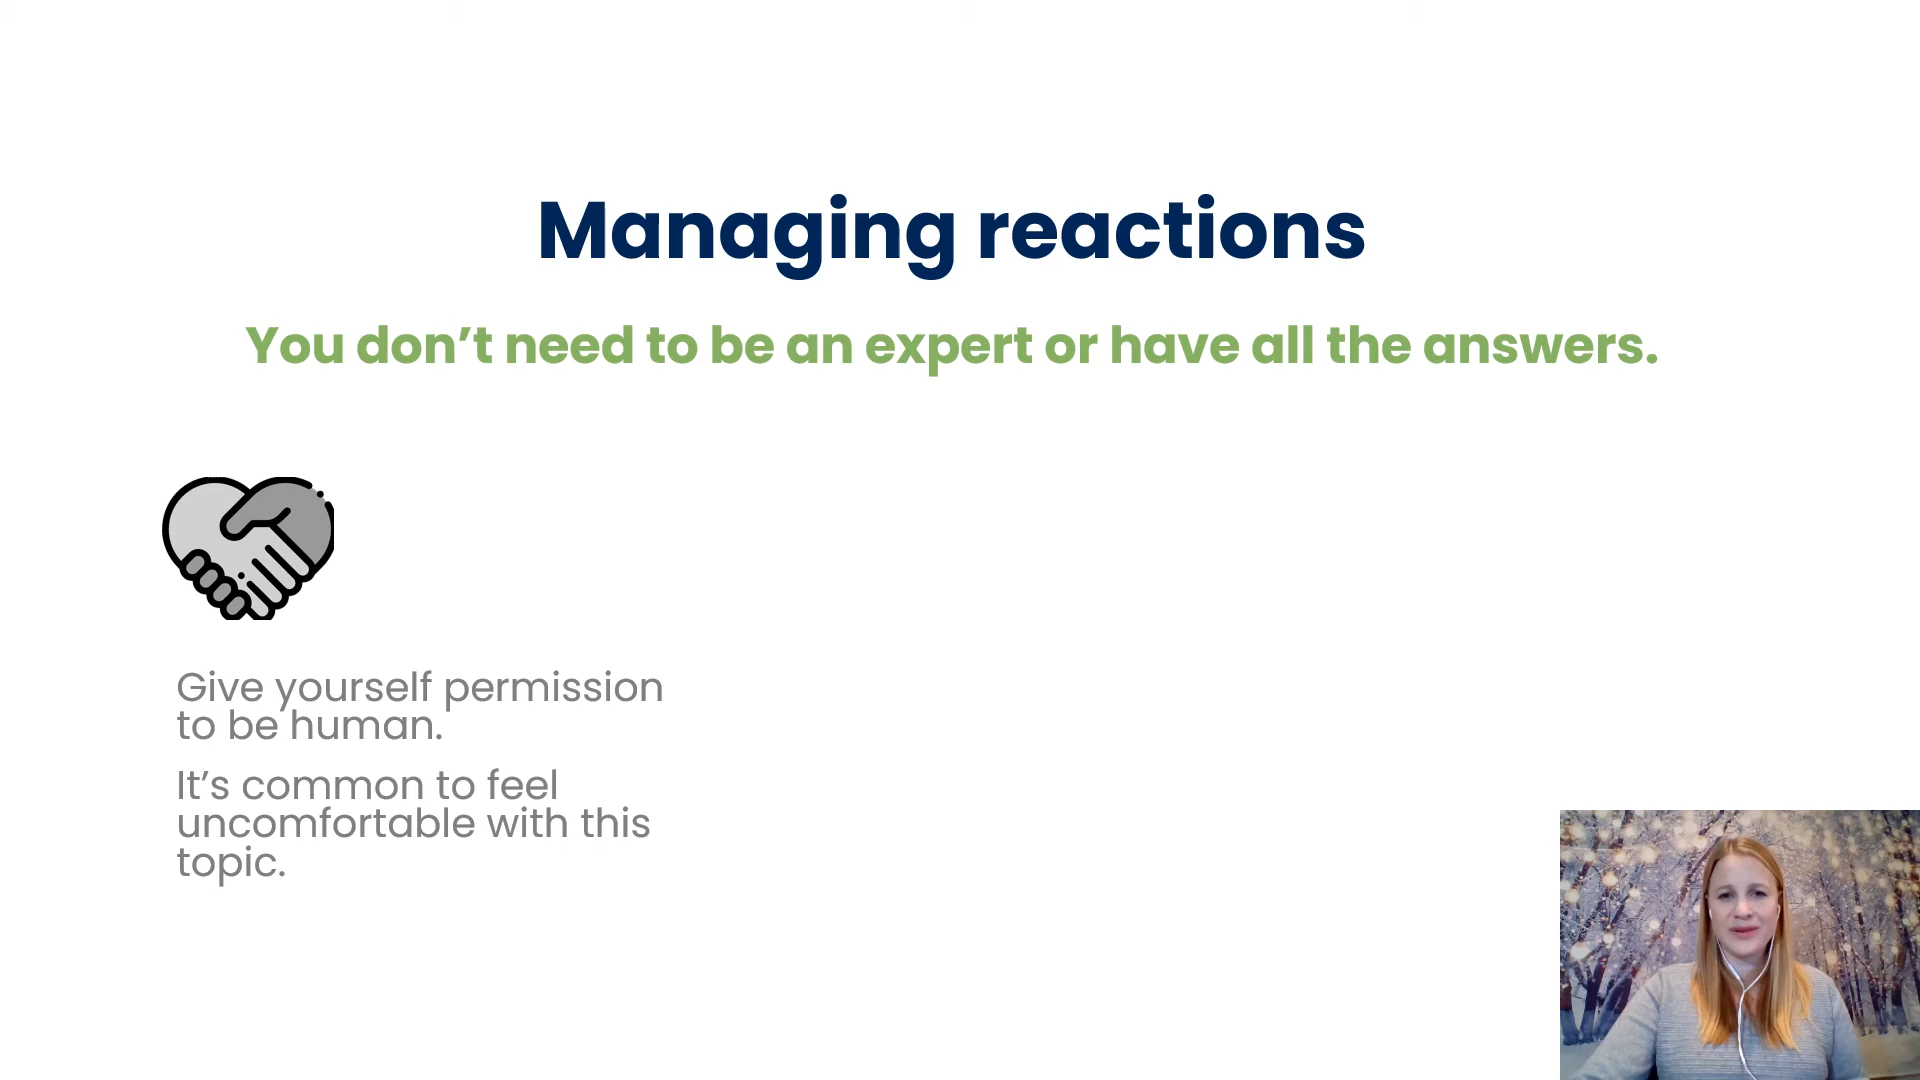 Managing reactions
You don’t need to be an expert or have all the answers.
Give yourself permission
to be human.
It’s common to feel
uncomfortable with this
topic.